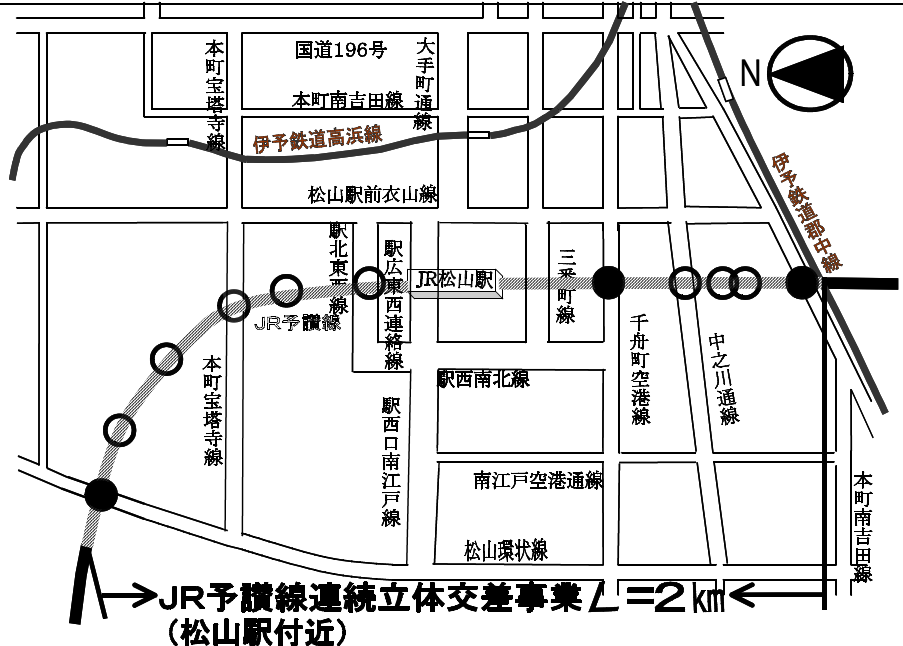 国道196号
本町宝塔寺線
大手町通線
本町南吉田線
伊予鉄道高浜線
N
伊予鉄道郡中線
松山駅前衣山線
駅北東西線
駅広東西連絡線
JR松山駅
三番町線
JR予讃線
千舟町空港線
中之川通線
本町宝塔寺線
駅西南北線
駅西口南江戸線
南江戸空港通線
本町南吉田線
松山環状線
JR予讃線連続立体交差事業 L=2km
(松山駅付近)